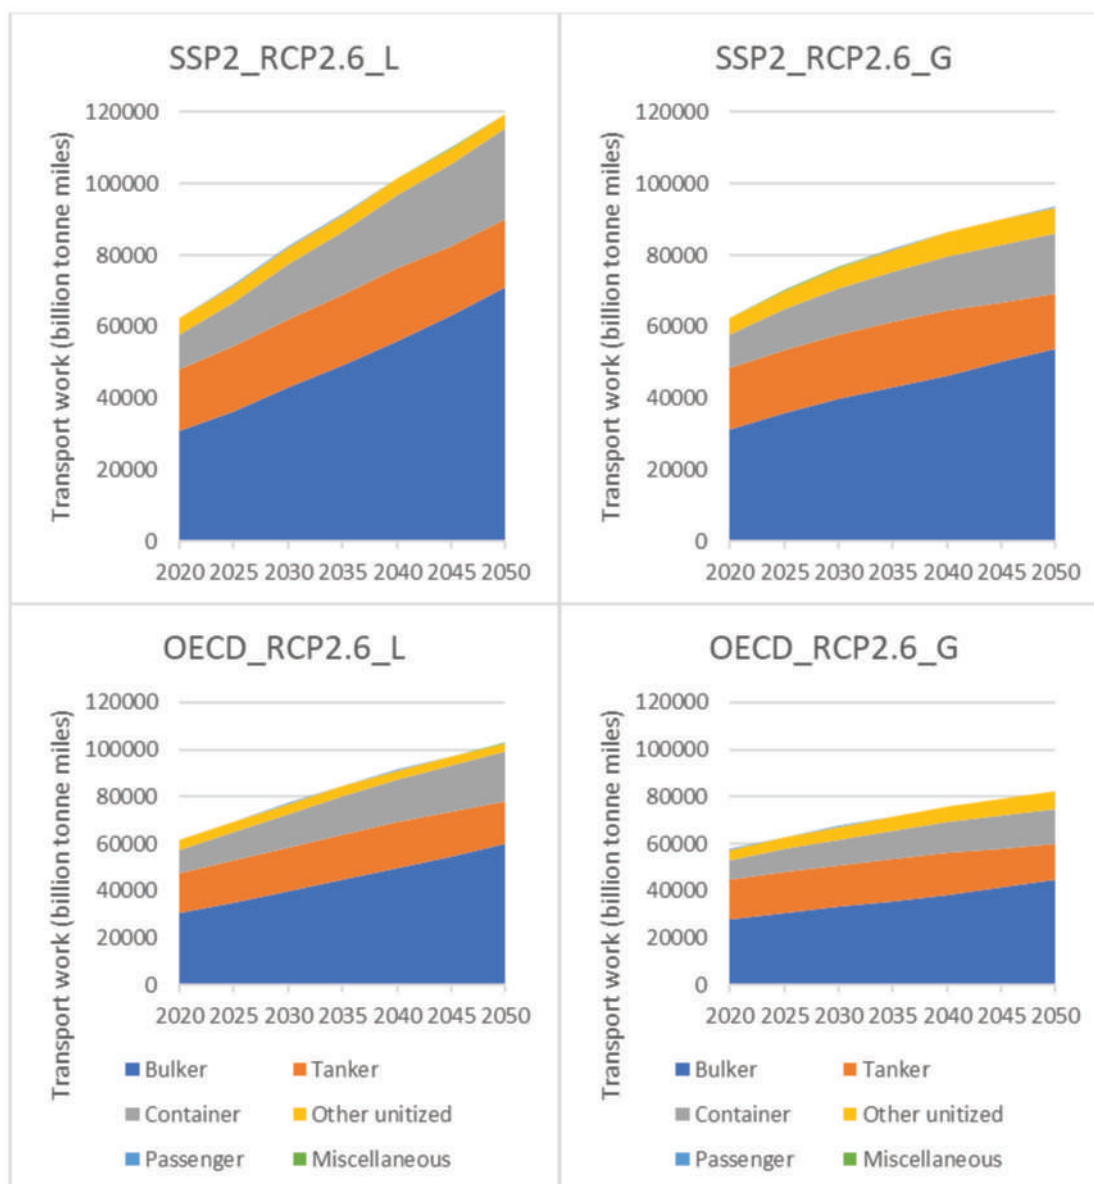 SSP2_RCP2.6_L
Transport work (billion tonne miles)
120000
100000
80000
60000
40000
20000
0
2020 2025 2030 2035 2040 2045 2050
SSP2_RCP2.6_G
Transport work (billion tonne miles)
120000
100000
80000
60000
40000
20000
0
2020 2025 2030 2035 2040 2045 2050
OECD_RCP2.6_L
Transport work (billion tonne miles)
120000
100000
80000
60000
40000
20000
0
2020 2025 2030 2035 2040 2045 2050
Bulker Tanker
Container Other unitized
Passenger Miscellaneous
OECD_RCP2.6_G
Transport work (billion tonne miles)
120000
100000
80000
60000
40000
20000
0
2020 2025 2030 2035 2040 2045 2050
Bulker Tanker
Container Other unitized
Passenger Miscellaneous